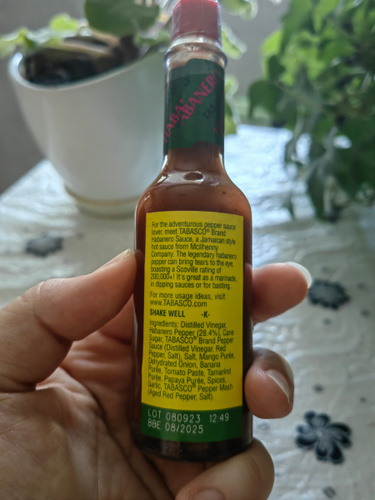 HABANERO
For the adventurous pepper sauce
lover, meet TABASCO® Brand
Habanero Sauce, a Jamaican-style
hot sauce from McIlhenny
Company. The legendary habanero
pepper can bring tears to the eye,
boasting a Scoville rating of
200,000+! It's great as a marinade,
in dipping sauces or for basting.
For more usage ideas, visit
www.TABASCO.com
SHAKE WELL -K-
Ingredients: Distilled Vinegar,
Habanero Pepper (28.4%), Cane
Sugar, TABASCO® Brand Pepper
Sauce (Distilled Vinegar, Red
Pepper, Salt), Salt, Mango Purée,
Dehydrated Onion, Banana
Purée, Tomato Paste, Tamarind
Purée, Papaya Purée, Spices,
Garlic, TABASCO® Pepper Mash
(Aged Red Pepper, Salt).
LOT 080923 12:49
BBE 08/2025